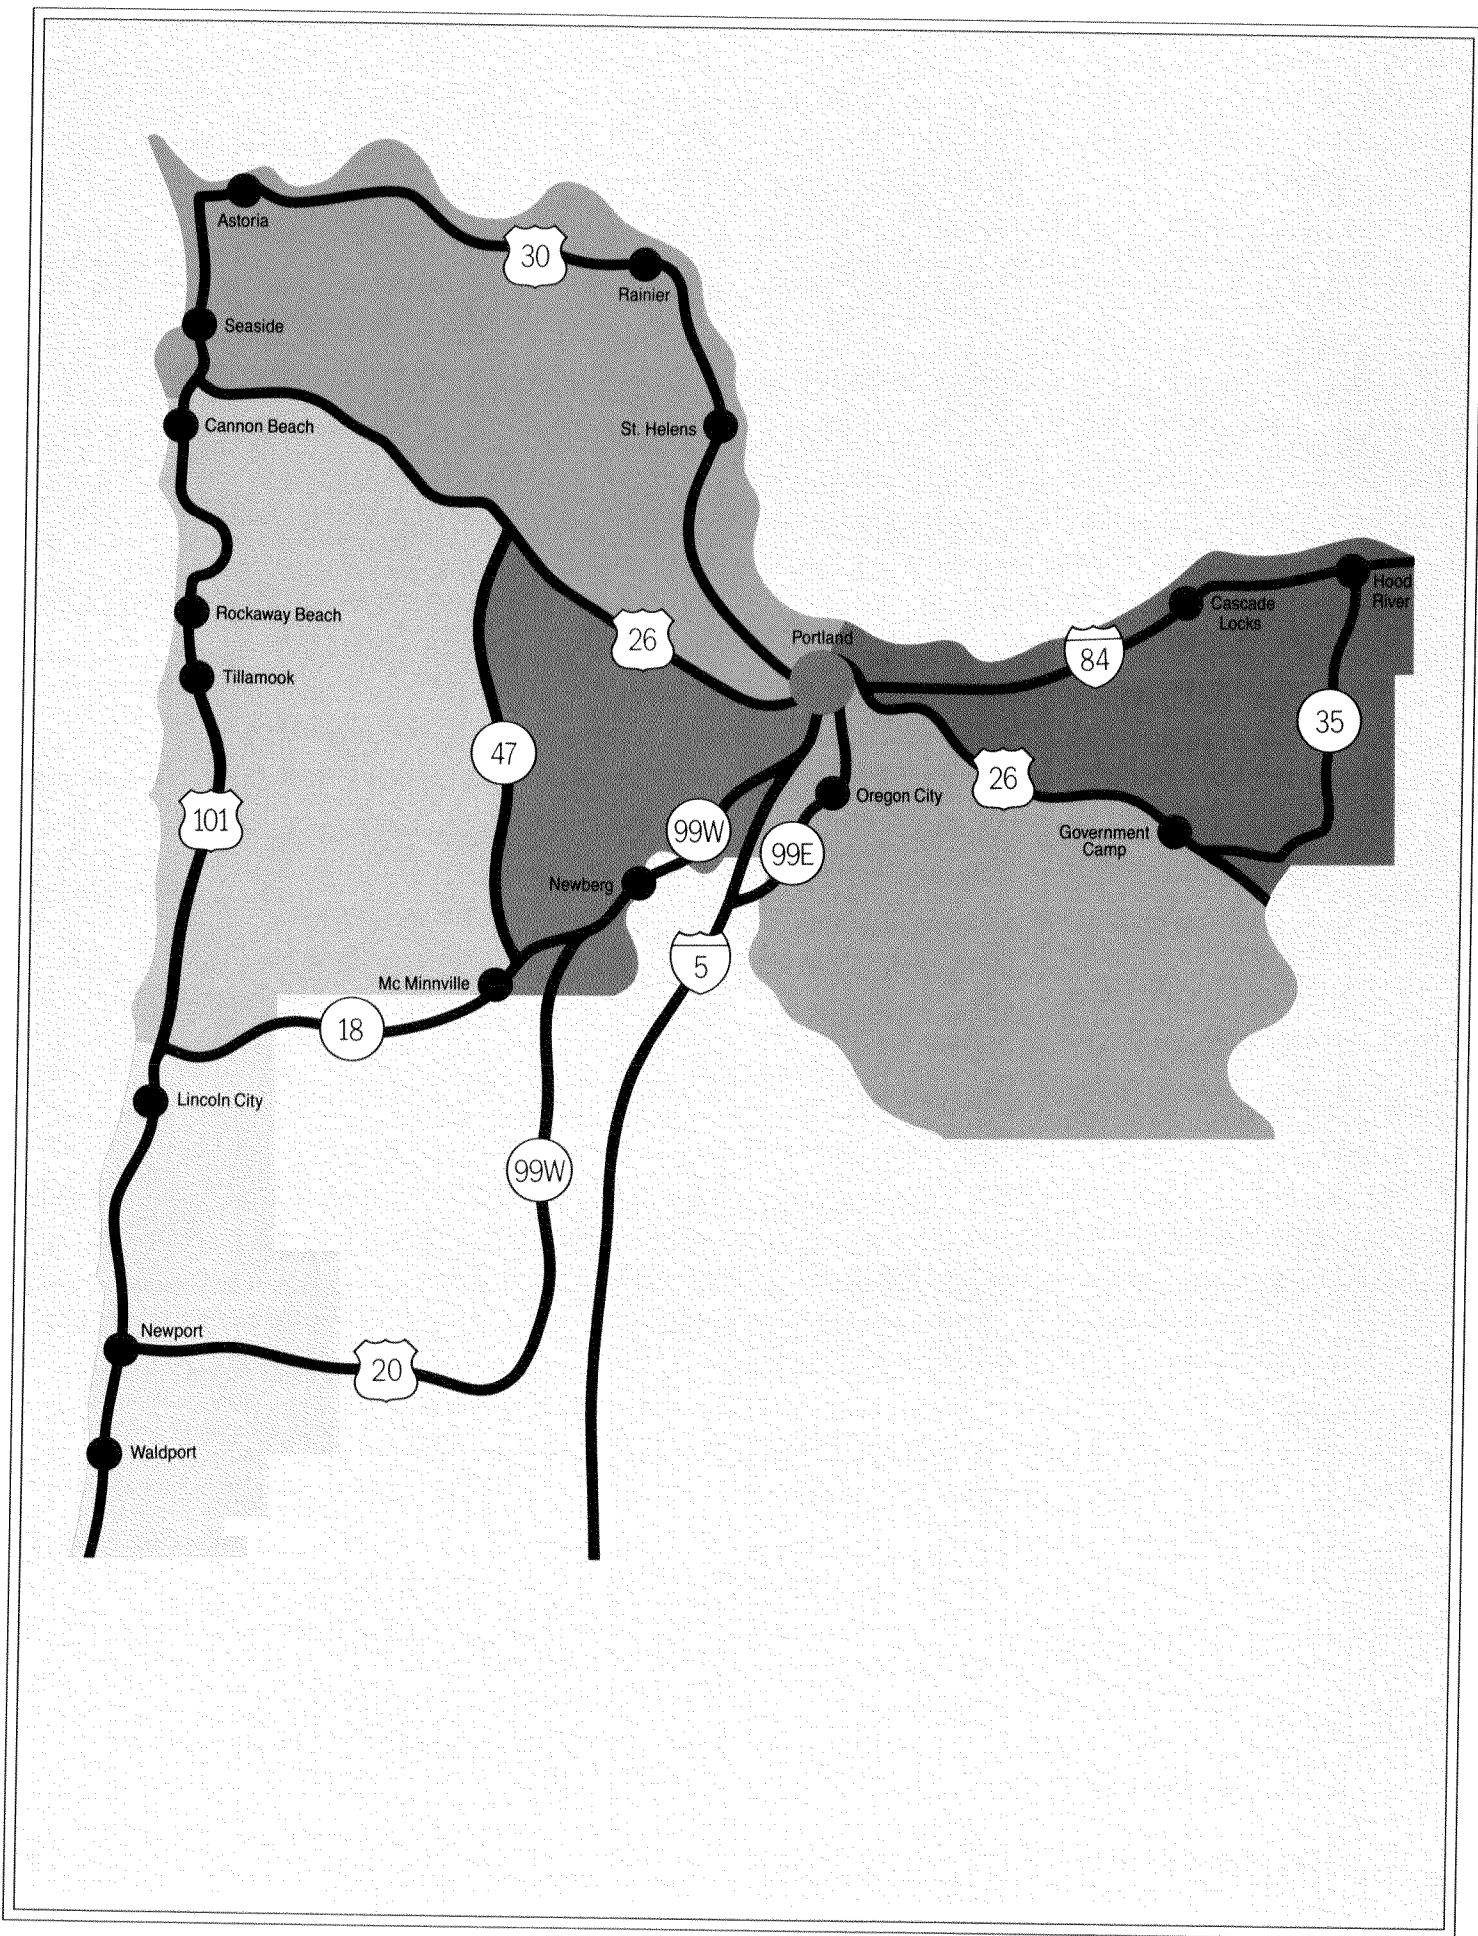 Astoria
30
Rainier
Seaside
Cannon Beach
St. Helens
Hood
River
Cascade
Locks
Rockaway Beach
Portland
26
84
Tillamook
35
47
26
Oregon City
101
99W
99E
Government
Camp
Newberg
5
Mc Minnville
18
Lincoln City
99W
Newport
20
Waldport